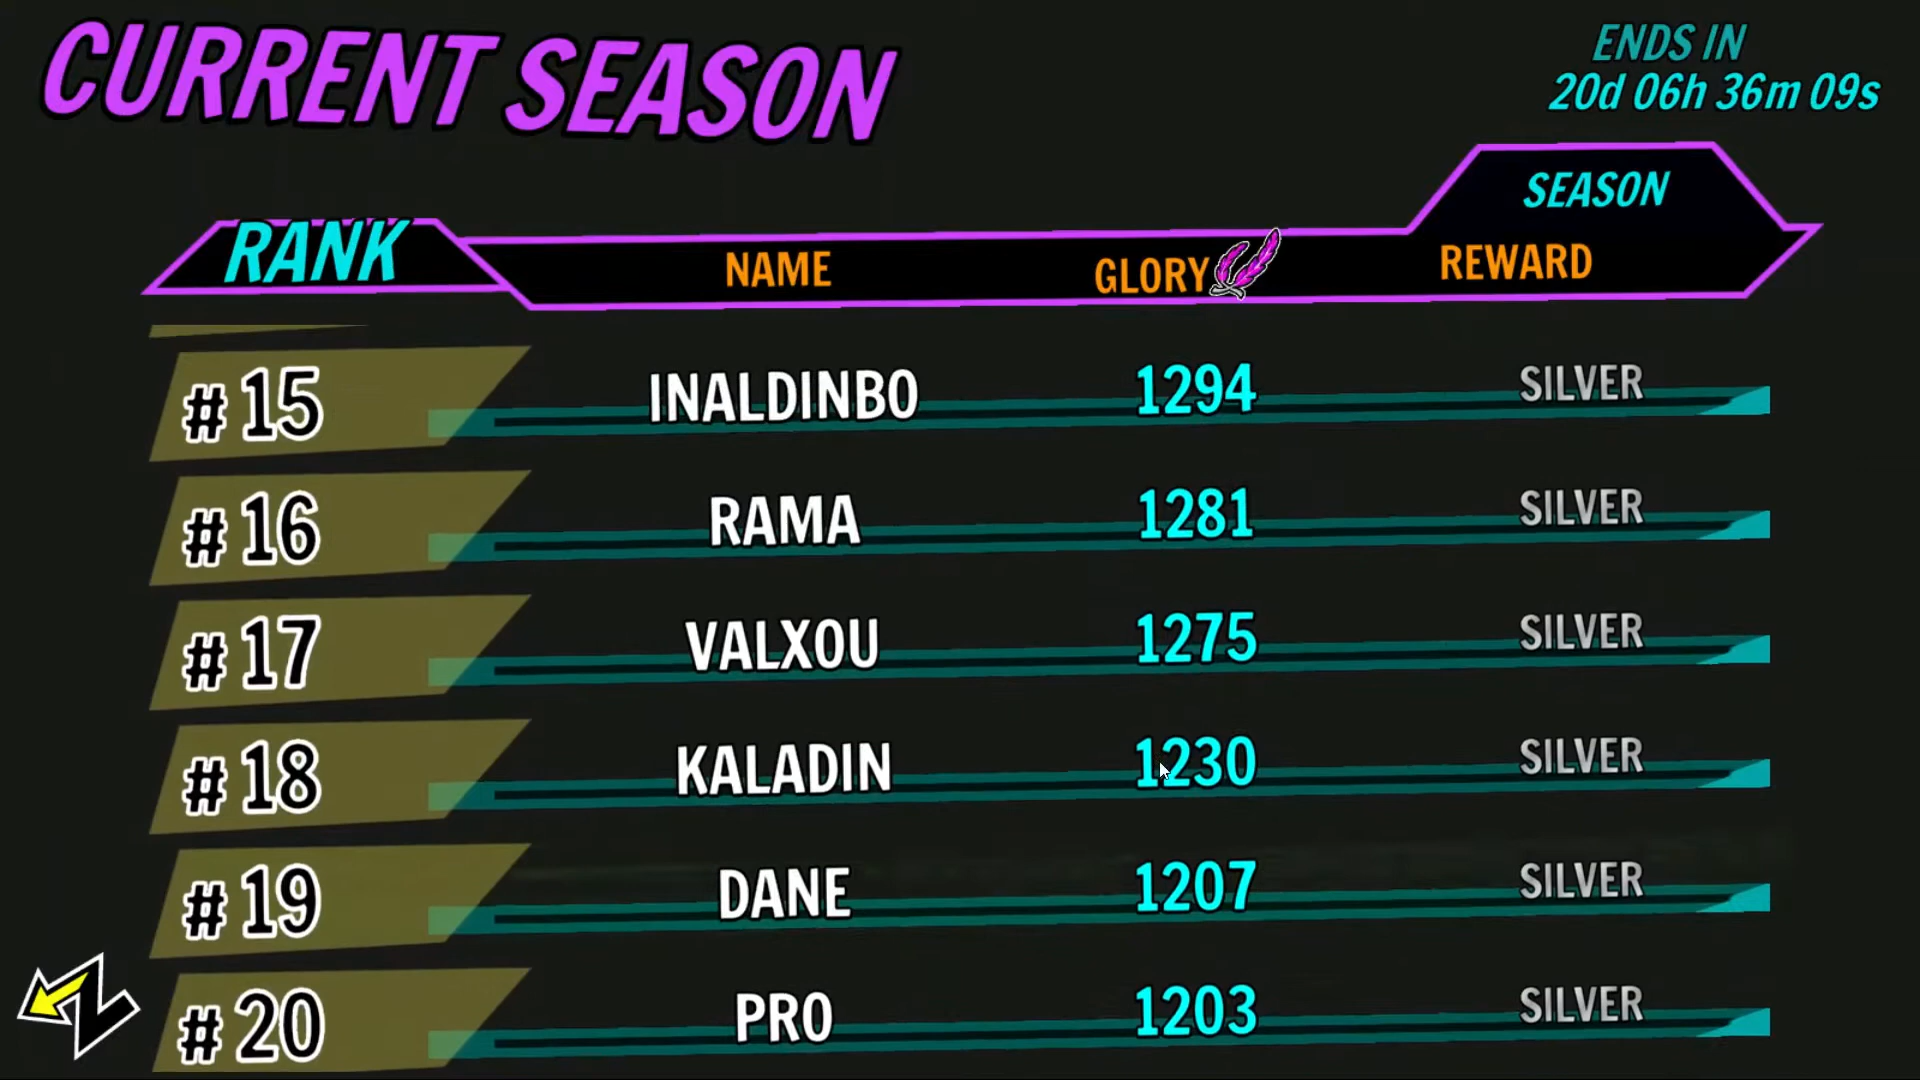 CURRENT SEASON
ENDS IN
20d 06h 36m 09s
SEASON
RANK NAME GLORY REWARD
#15 INALDINBO 1294 SILVER
#16 RAMA 1281 SILVER
#17 VALXOU 1275 SILVER
#18 KALADIN 1230 SILVER
#19 DANE 1207 SILVER
#20 PRO 1203 SILVER